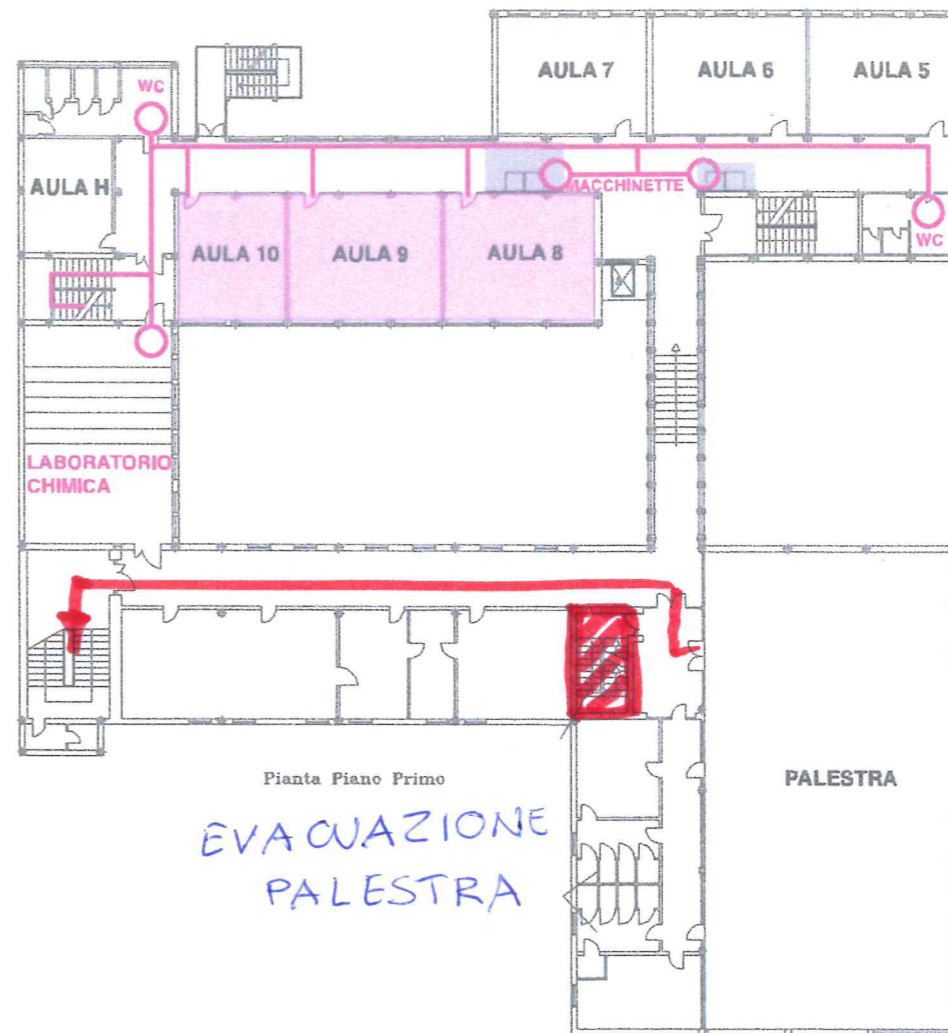 AULA 7
AULA 6
AULA 5
WC
AULA H
MACCHINETTE
AULA 10
AULA 9
AULA 8
WC
LABORATORIO
CHIMICA
Pianta Piano Primo
PALESTRA
EVACUAZIONE
PALESTRA